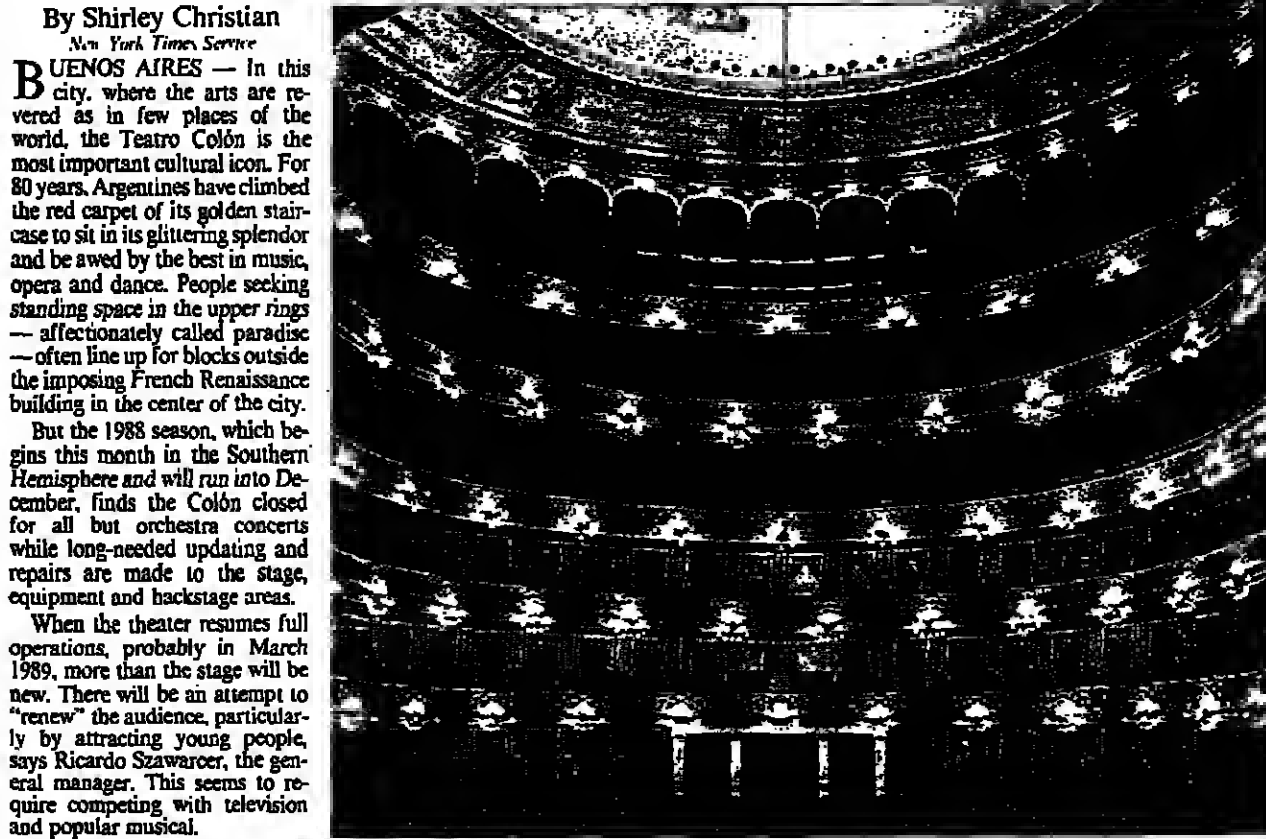 By Shirley Christian
New York Times Service
BUENOS AIRES — In this
city, where the arts are re-
vered as in few places of the
world, the Teatro Colón is the
most important cultural icon. For
80 years, Argentines have climbed
the red carpet of its golden stair-
case to sit in its glittering splendor
and be awed by the best in music,
opera and dance. People seeking
standing space in the upper rings
— affectionately called paradise
— often line up for blocks outside
the imposing French Renaissance
building in the center of the city.
But the 1988 season, which be-
gins this month in the Southern
Hemisphere and will run into De-
cember, finds the Colón closed
for all but orchestra concerts
while long-needed updating and
repairs are made to the stage,
equipment and backstage areas.
When the theater resumes full
operations, probably in March
1989, more than the stage will be
new. There will be an attempt to
"renew" the audience, particular-
ly by attracting young people,
says Ricardo Szwarcer, the gen-
eral manager. This seems to re-
quire competing with television
and popular musical.